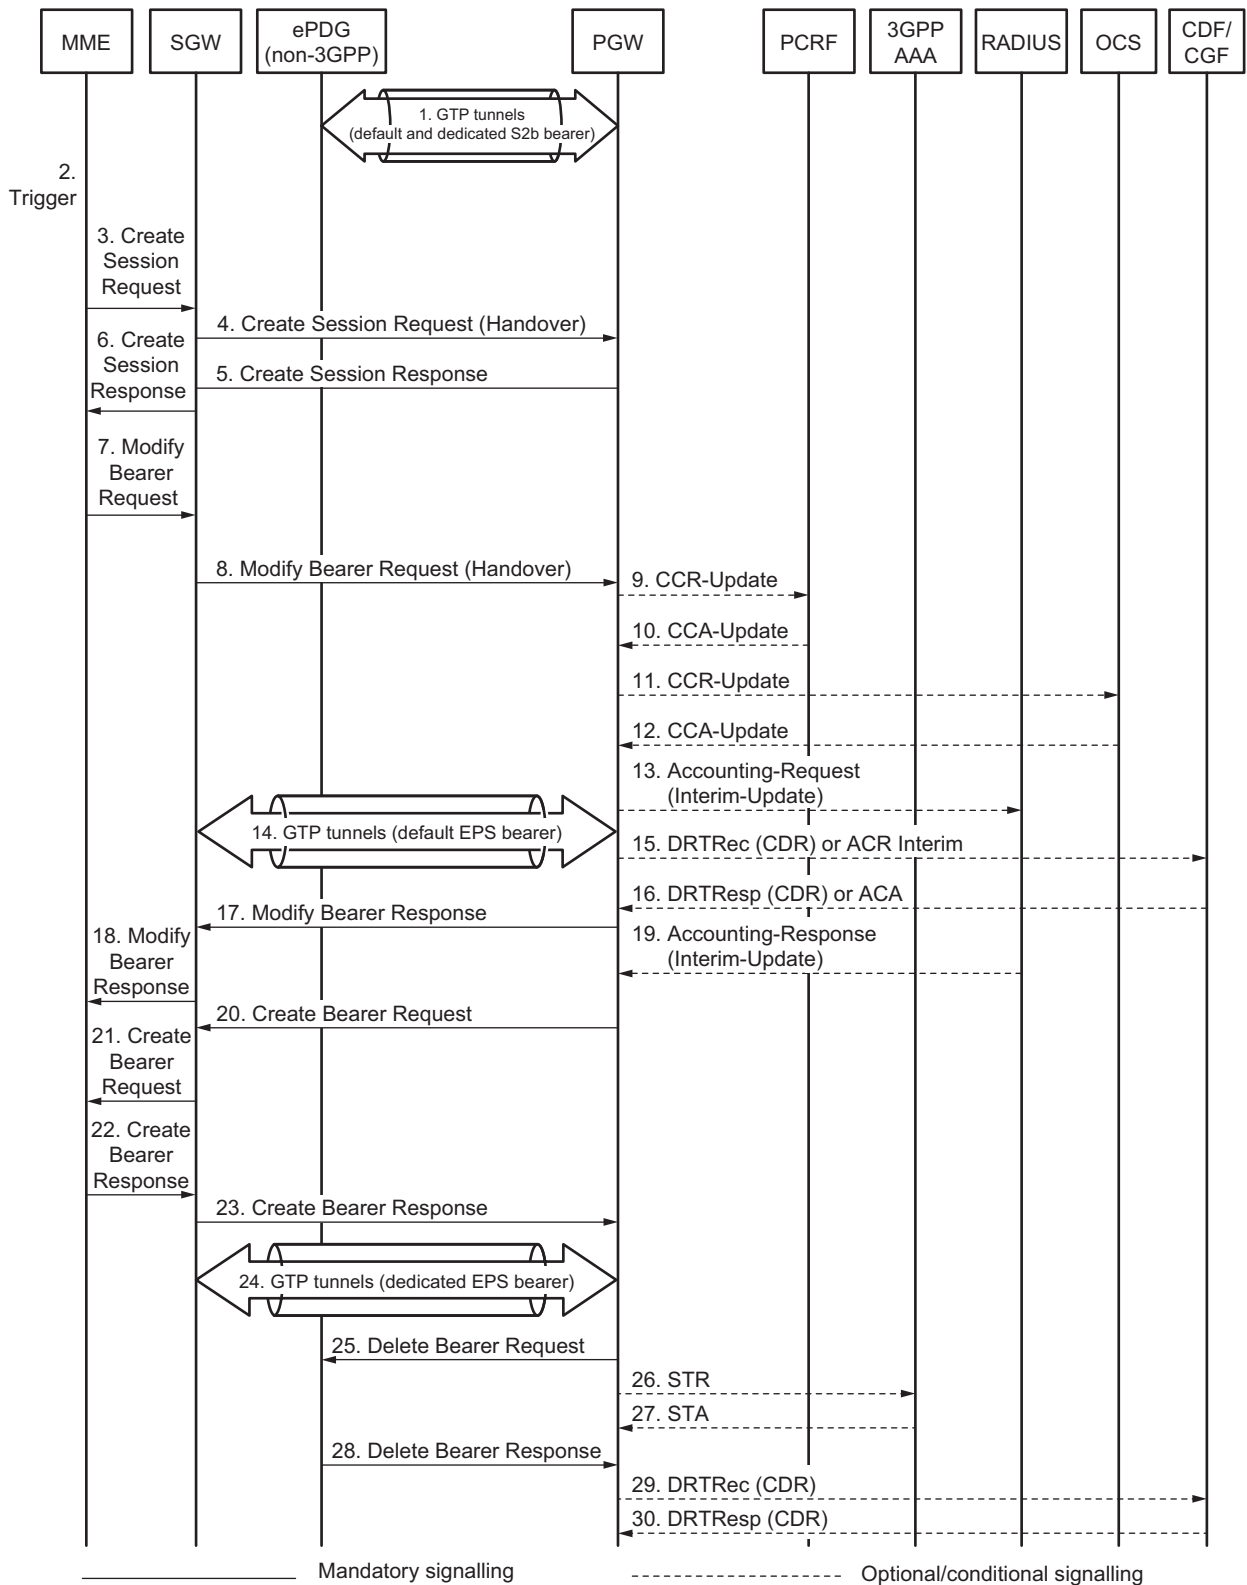 MME
SGW
ePDG
(non-3GPP)
PGW
PCRF
3GPP
AAA
RADIUS
OCS
CDF/
CGF
1. GTP tunnels
(default and dedicated S2b bearer)
2.
Trigger
3. Create
Session
Request
4. Create Session Request (Handover)
5. Create Session Response
6. Create
Session
Response
7. Modify
Bearer
Request
8. Modify Bearer Request (Handover)
9. CCR-Update
10. CCA-Update
11. CCR-Update
12. CCA-Update
13. Accounting-Request
(Interim-Update)
14. GTP tunnels (default EPS bearer)
15. DRTRec (CDR) or ACR Interim
16. DRTResp (CDR) or ACA
17. Modify Bearer Response
18. Modify
Bearer
Response
19. Accounting-Response
(Interim-Update)
20. Create Bearer Request
21. Create
Bearer
Request
22. Create
Bearer
Response
23. Create Bearer Response
24. GTP tunnels (dedicated EPS bearer)
25. Delete Bearer Request
26. STR
27. STA
28. Delete Bearer Response
29. DRTRec (CDR)
30. DRTResp (CDR)
Mandatory signalling
Optional/conditional signalling